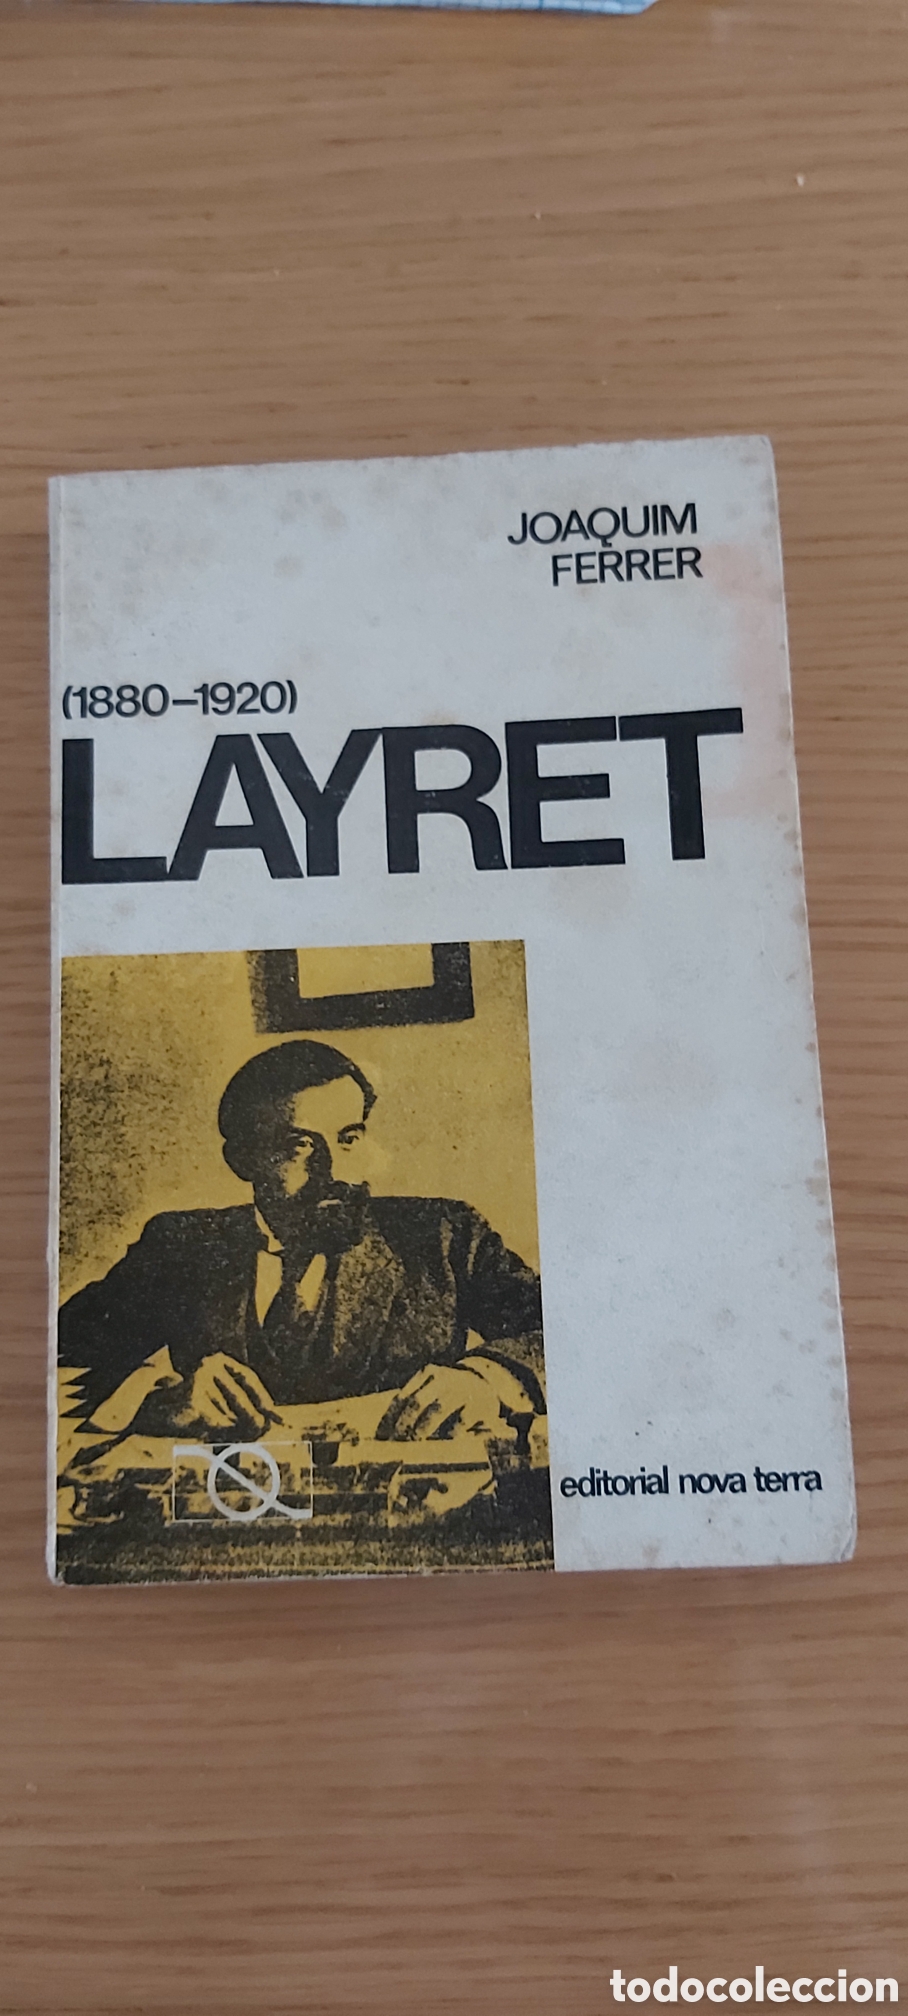 JOAQUIM
FERRER
(1880-1920)
LAYRET
editorial nova terra
todocoleccion